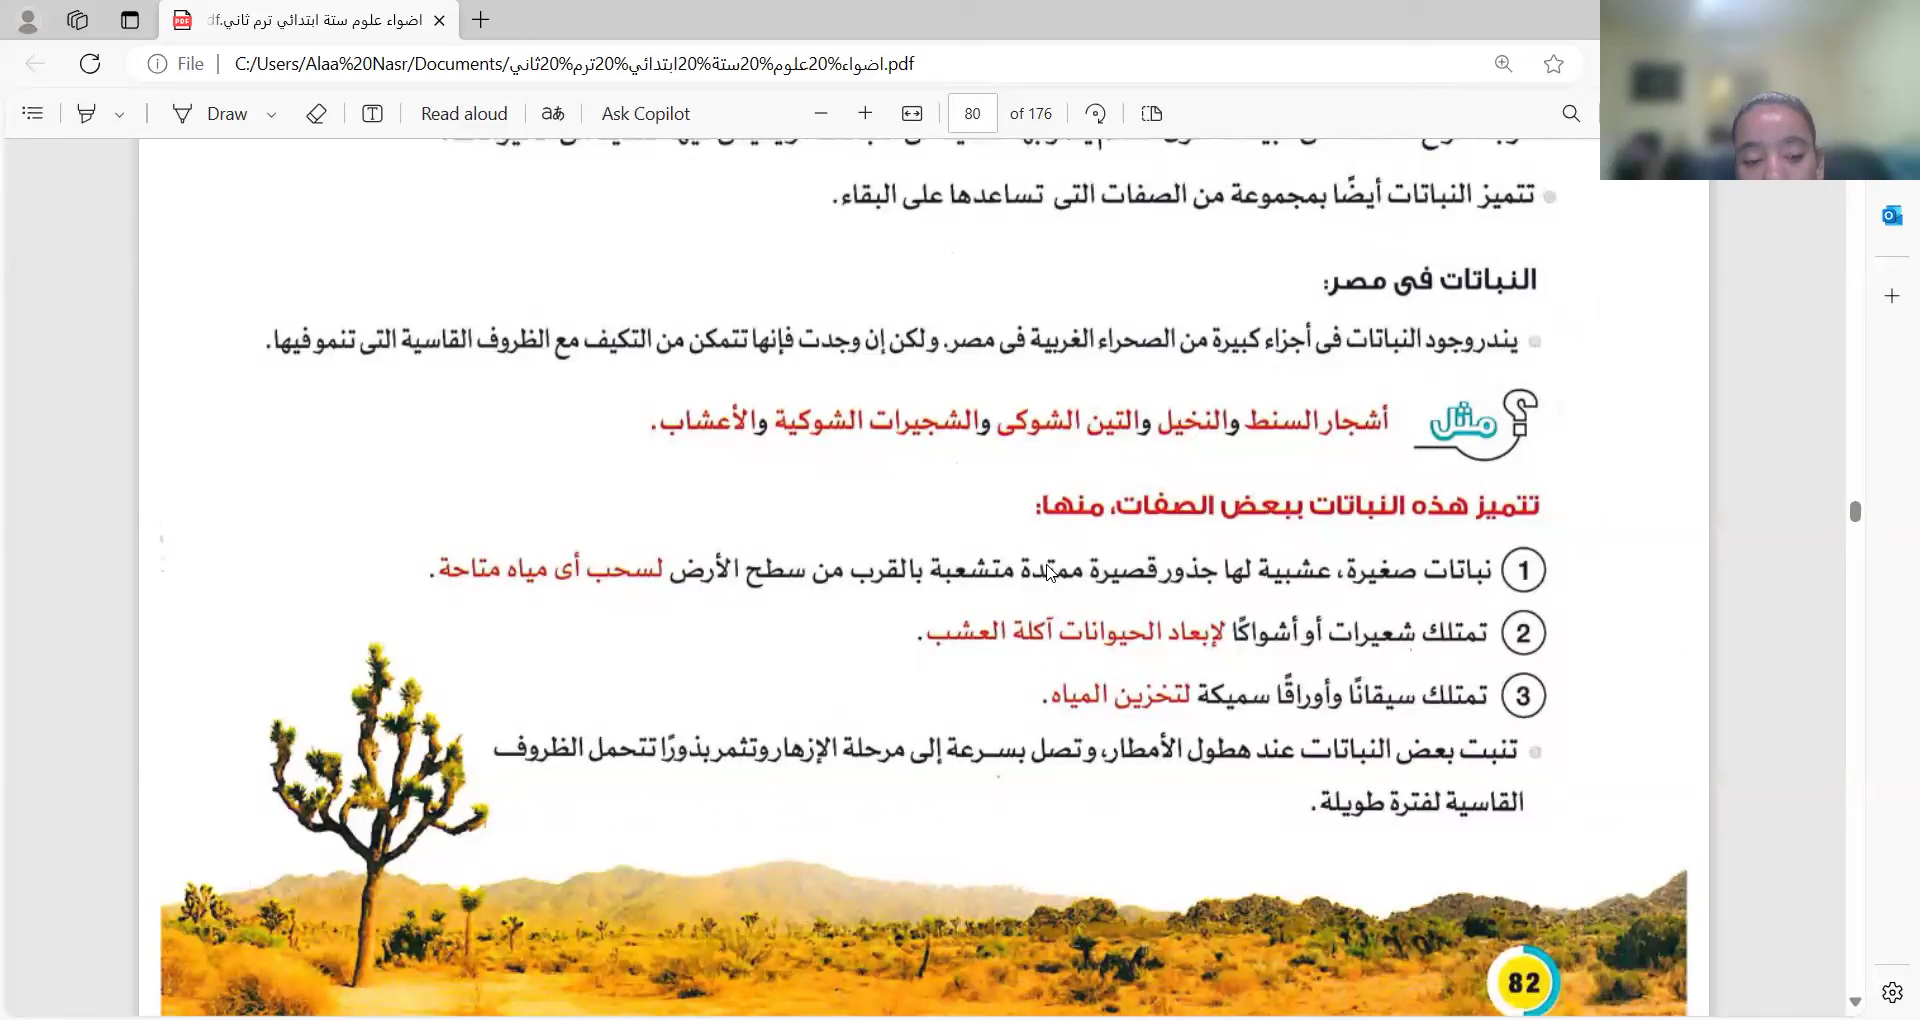 اضواء علوم ستة ابتدائي ترم ثاني.df
File
C:/Users/Alaa%20Nasr/Documents/اضواء%20علوم%20ستة%20ابتدائي%20ترم%20ثاني.pdf
Draw
Read aloud
Ask Copilot
80 of 176
تتميز النباتات أيضًا بمجموعة من الصفات التى تساعدها على البقاء.
النباتات فى مصر:
يندر وجود النباتات فى أجزاء كبيرة من الصحراء الغربية فى مصر. ولكن إن وجدت فإنها تتمكن من التكيف مع الظروف القاسية التى تنمو فيها.
مثل
أشجار السنط والنخيل والتين الشوكى والشجيرات الشوكية والأعشاب.
تتميز هذه النباتات ببعض الصفات، منها:
1 نباتات صغيرة، عشبية لها جذور قصيرة ممتدة متشعبة بالقرب من سطح الأرض لسحب أى مياه متاحة.
2 تمتلك شعيرات أو أشواكًا لإبعاد الحيوانات آكلة العشب.
3 تمتلك سيقانًا وأوراقًا سميكة لتخزين المياه.
تنبت بعض النباتات عند هطول الأمطار، وتصل بسرعة إلى مرحلة الإزهار وتثمر بذورًا تتحمل الظروف
القاسية لفترة طويلة.
82